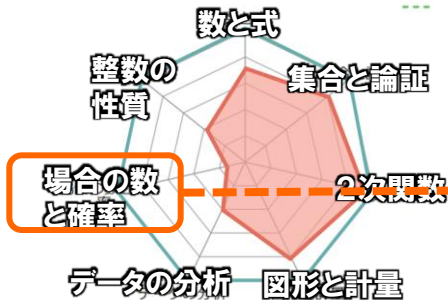 数と式
整数の
性質
集合と論証
場合の数
と確率
2次関数
データの分析
図形と計量